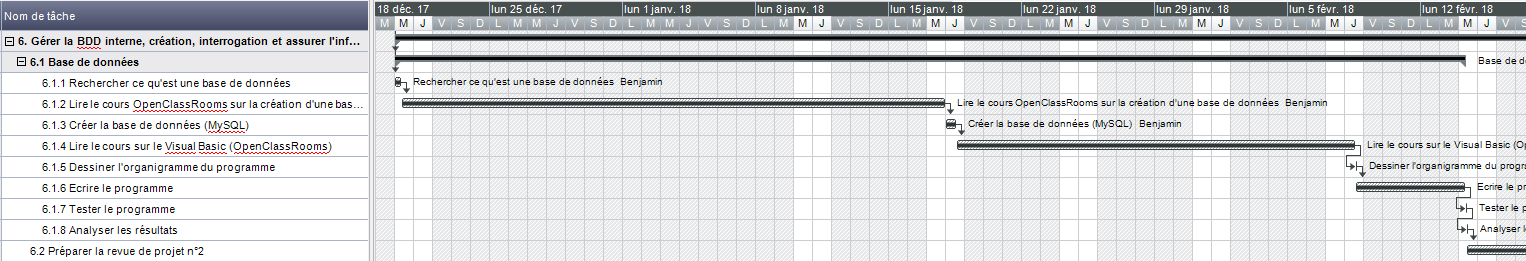 Nom de tâche
18 déc. 17 lun 25 déc. 17 lun 1 janv. 18 lun 8 janv. 18 lun 15 janv. 18 lun 22 janv. 18 lun 29 janv. 18 lun 5 févr. 18 lun 12 févr. 18
M M J V S D L M M J V S D L M M J V S D L M M J V S D L M M J V S D L M M J V S D L M M J V S D L M M J V S D L M M J V S
6. Gérer la BDD interne, création, interrogation et assurer l'inf...
6.1 Base de données
Base de d
6.1.1 Rechercher ce qu'est une base de données
Rechercher ce qu'est une base de données Benjamin
6.1.2 Lire le cours OpenClassRooms sur la création d'une bas...
Lire le cours OpenClassRooms sur la création d'une base de données Benjamin
6.1.3 Créer la base de données (MySQL)
Créer la base de données (MySQL) Benjamin
6.1.4 Lire le cours sur le Visual Basic (OpenClassRooms)
Lire le cours sur le Visual Basic (Op
6.1.5 Dessiner l'organigramme du programme
Dessiner l'organigramme du progra
6.1.6 Ecrire le programme
Ecrire le pr
6.1.7 Tester le programme
Tester le p
6.1.8 Analyser les résultats
Analyser l
6.2 Préparer la revue de projet n°2